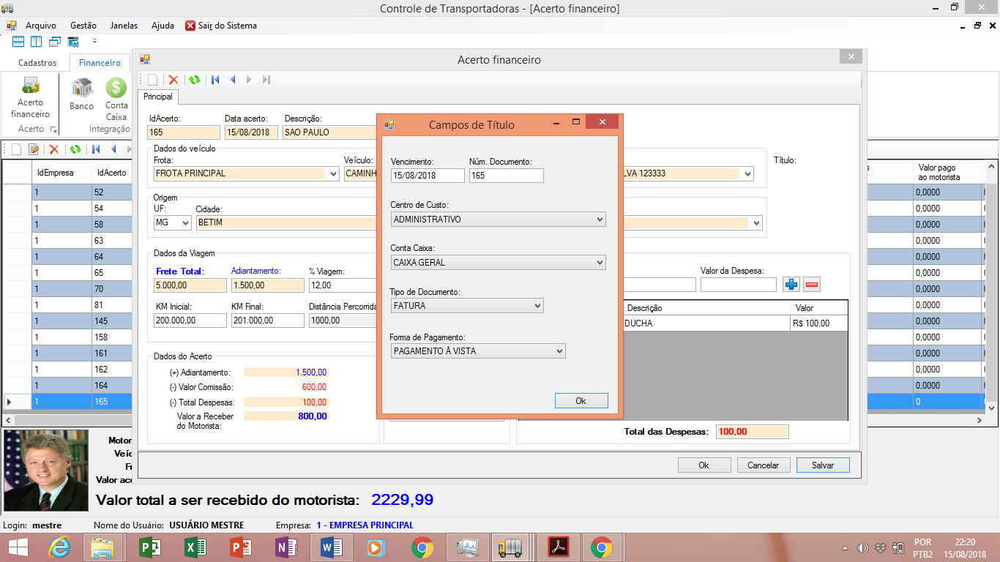 Controle de Transportadoras - [Acerto financeiro]
Arquivo Gestão Janelas Ajuda Sair do Sistema
Cadastros Financeiro
Acerto financeiro
Banco
Conta Caixa
Acerto
Integração
Acerto financeiro
Principal
IdAcerto: Data acerto: Descrição:
165 15/08/2018 SAO PAULO
Dados do veículo
Frota: Veículo: Título:
FROTA PRINCIPAL CAMINH LVA 123333
Origem
UF: Cidade:
MG BETIM
Dados da Viagem
Frete Total: Adiantamento: % Viagem: Valor da Despesa:
5.000,00 1.500,00 12,00
KM Inicial: KM Final: Distância Percorrida
200.000,00 201.000,00 1000,00
Descrição Valor
DUCHA R$ 100,00
Dados do Acerto
(+) Adiantamento: 1.500,00
(-) Valor Comissão: 600,00
(-) Total Despesas: 100,00
Valor a Receber do Motorista: 800,00
Total das Despesas: 100,00
Ok Cancelar Salvar
Campos de Título
Vencimento: Núm. Documento:
15/08/2018 165
Centro de Custo:
ADMINISTRATIVO
Conta Caixa:
CAIXA GERAL
Tipo de Documento:
FATURA
Forma de Pagamento:
PAGAMENTO À VISTA
Ok
IdEmpresa IdAcerto Valor pago ao motorista
1 52 0,0000
1 54 0,0000
1 58 0,0000
1 63 0,0000
1 64 0,0000
1 65 0,0000
1 70 0,0000
1 81 0,0000
1 145 0,0000
1 158 0,0000
1 161 0,0000
1 162 0,0000
1 164 0,0000
1 165 0
Motor
Veíc
Fr
Valor ace
Valor total a ser recebido do motorista: 2229,99
Login: mestre Nome do Usuário: USUÁRIO MESTRE Empresa: 1 - EMPRESA PRINCIPAL
POR 22:20
PTB2 15/08/2018